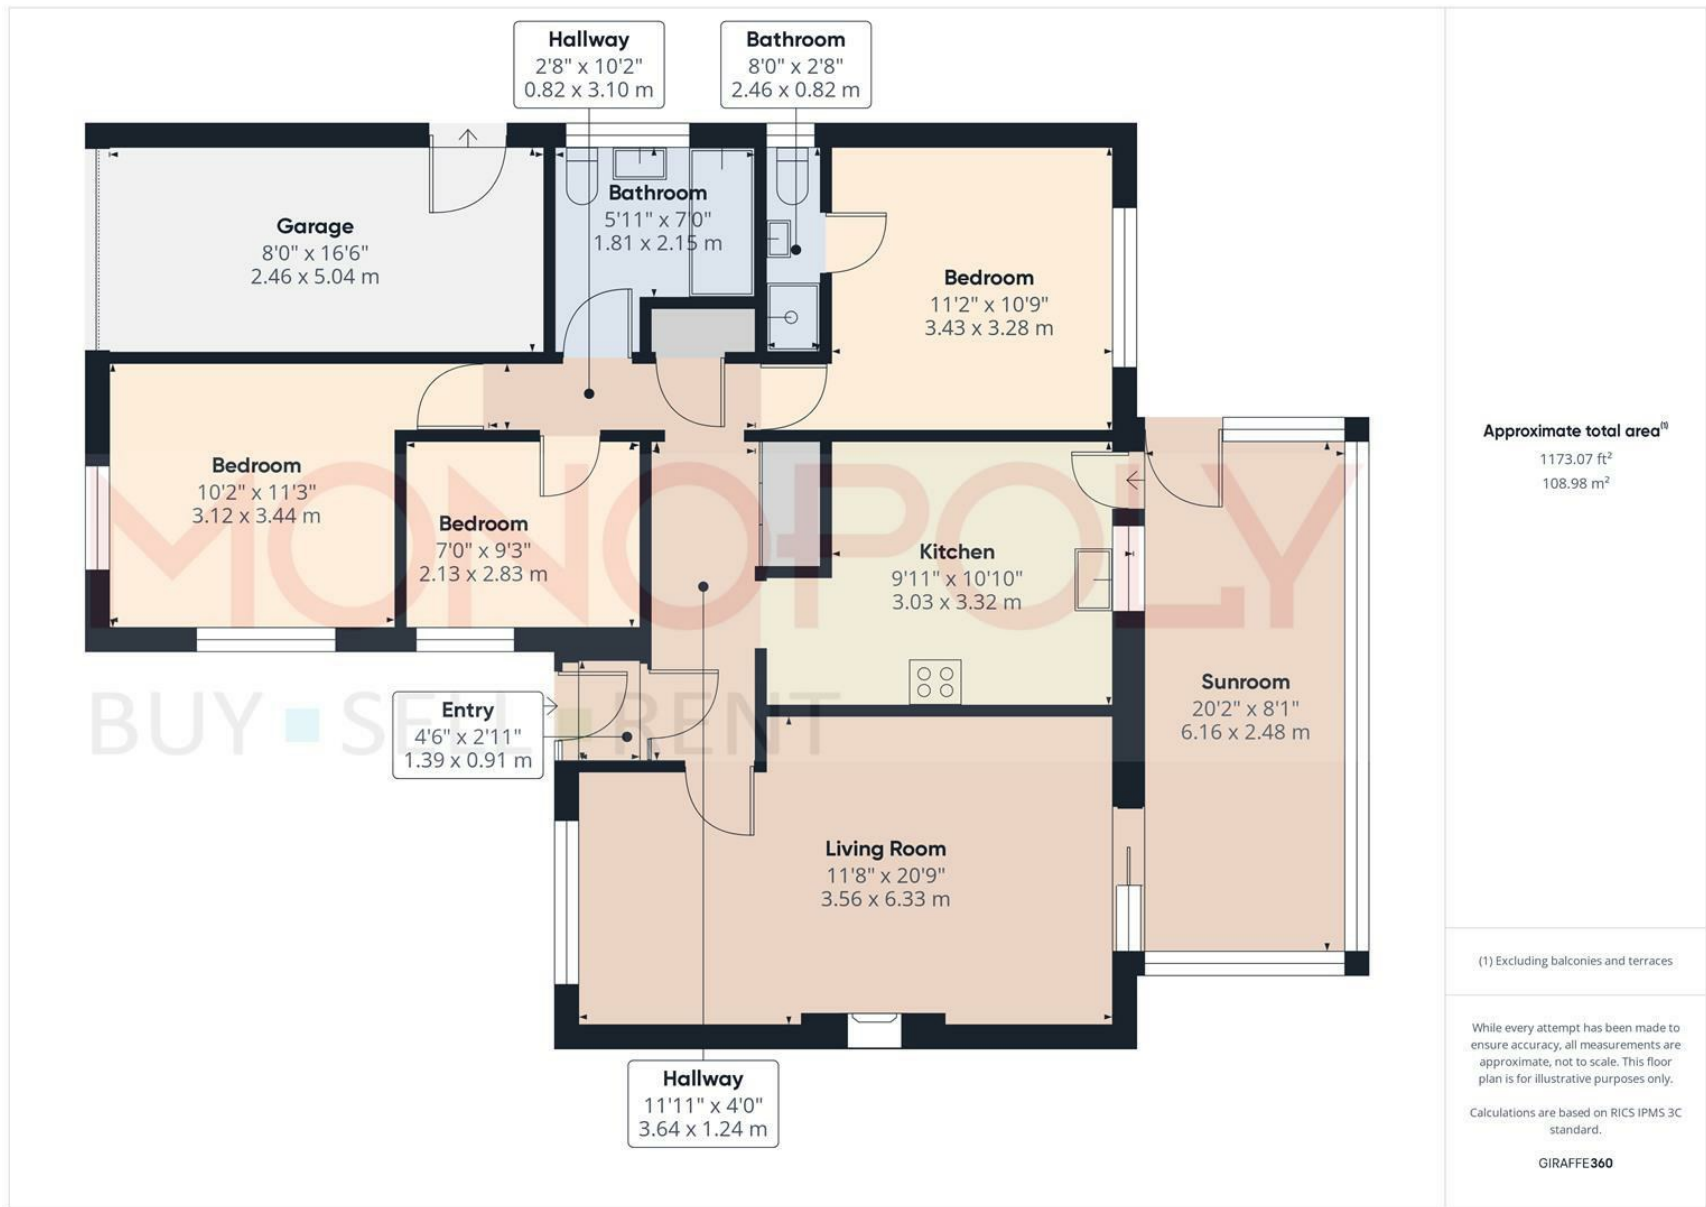 Hallway
2'8" x 10'2"
0.82 x 3.10 m
Bathroom
8'0" x 2'8"
2.46 x 0.82 m
Garage
8'0" x 16'6"
2.46 x 5.04 m
Bathroom
5'11" x 7'0"
1.81 x 2.15 m
Bedroom
11'2" x 10'9"
3.43 x 3.28 m
Bedroom
10'2" x 11'3"
3.12 x 3.44 m
Bedroom
7'0" x 9'3"
2.13 x 2.83 m
Kitchen
9'11" x 10'10"
3.03 x 3.32 m
MONOPOLY
BUY SELL RENT
Entry
4'6" x 2'11"
1.39 x 0.91 m
Sunroom
20'2" x 8'1"
6.16 x 2.48 m
Living Room
11'8" x 20'9"
3.56 x 6.33 m
Hallway
11'11" x 4'0"
3.64 x 1.24 m
Approximate total area⁽¹⁾
1173.07 ft²
108.98 m²
(1) Excluding balconies and terraces
While every attempt has been made to
ensure accuracy, all measurements are
approximate, not to scale. This floor
plan is for illustrative purposes only.
Calculations are based on RICS IPMS 3C
standard.
GIRAFFE360